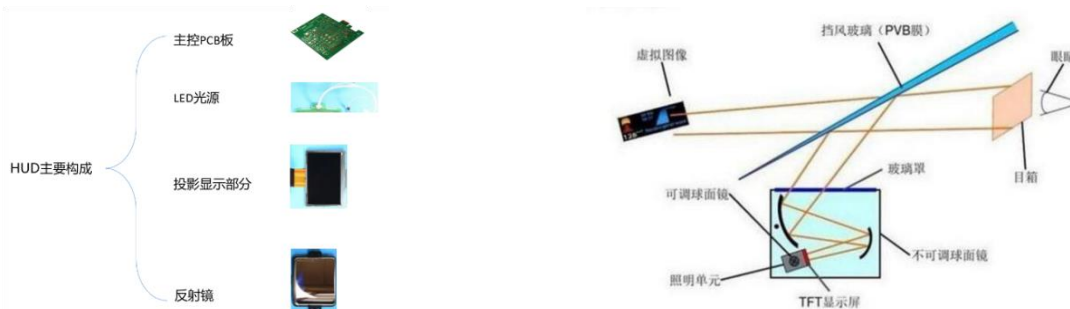 HUD主要构成
主控PCB板
LED光源
投影显示部分
反射镜
挡风玻璃（PVB膜）
虚拟图像
眼睛
目箱
玻璃罩
可调球面镜
不可调球面镜
照明单元
TFT显示屏